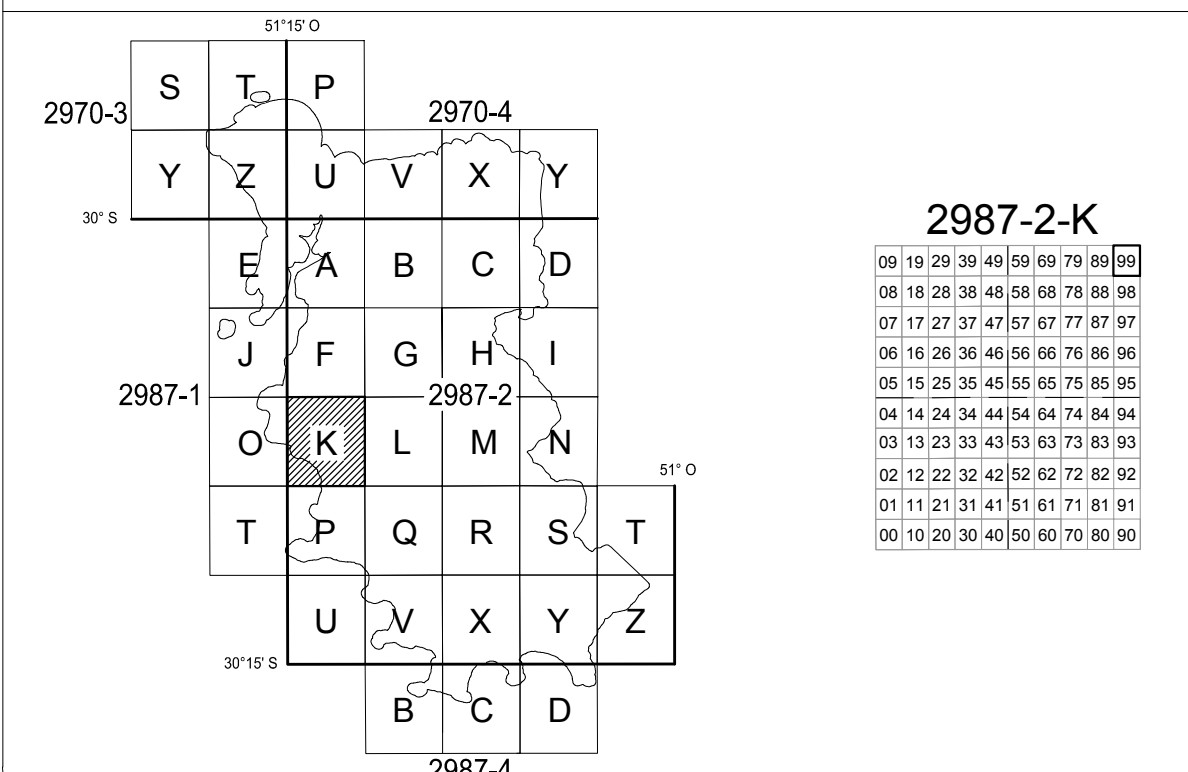 51°15' O
S T P
2970-3 2970-4
Y Z U V X Y
30° S
E A B C D
J F G H I
2987-1 2987-2
O K L M N
51° O
T P Q R S T
U V X Y Z
30°15' S
B C D
2987-4
2987-2-K
09 19 29 39 49 59 69 79 89 99
08 18 28 38 48 58 68 78 88 98
07 17 27 37 47 57 67 77 87 97
06 16 26 36 46 56 66 76 86 96
05 15 25 35 45 55 65 75 85 95
04 14 24 34 44 54 64 74 84 94
03 13 23 33 43 53 63 73 83 93
02 12 22 32 42 52 62 72 82 92
01 11 21 31 41 51 61 71 81 91
00 10 20 30 40 50 60 70 80 90